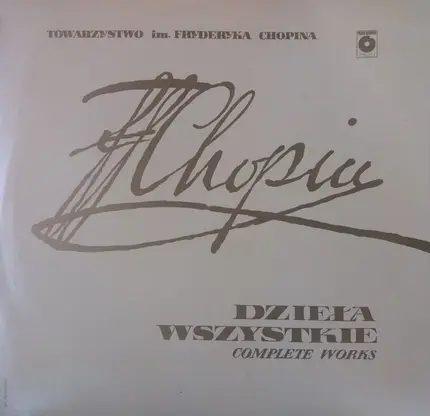 TOWARZYSTWO im. FRYDERYKA CHOPINA
FChopin
DZIEŁA
WSZYSTKIE
COMPLETE WORKS